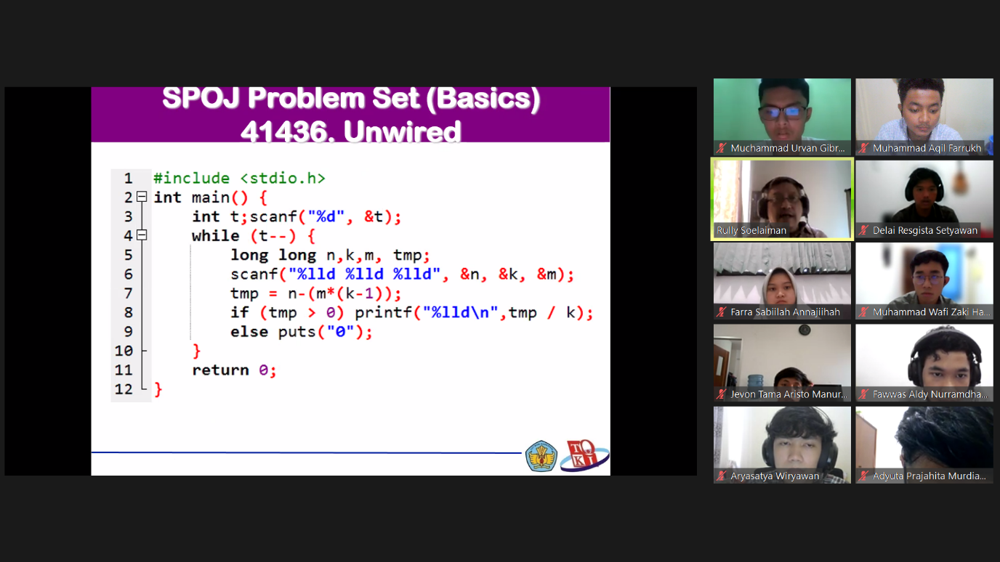 SPOJ Problem Set (Basics)
41436. Unwired
1 #include <stdio.h>
2 int main() {
3 int t;scanf("%d", &t);
4 while (t--) {
5 long long n,k,m, tmp;
6 scanf("%lld %lld %lld", &n, &k, &m);
7 tmp = n-(m*(k-1));
8 if (tmp > 0) printf("%lld\n",tmp / k);
9 else puts("0");
10 }
11 return 0;
12 }
TOKI
Muchammad Urvan Gibr...
Muhammad Aqil Farrukh
Rully Soelaiman
Delai Resgista Setyawan
Farra Sabiilah Annajiihah
Muhammad Wafi Zaki Ha...
Jevon Tama Aristo Manur...
Fawwas Aldy Nurramdha...
Aryasatya Wiryawan
Adyuta Prajahita Murdia...